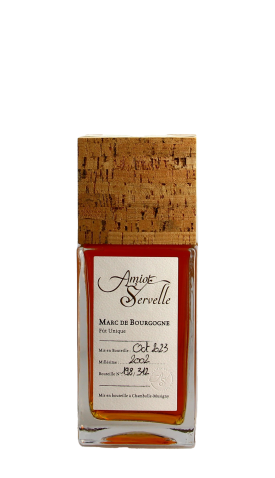 Amiot
Servelle
MARC DE BOURGOGNE
Fût Unique
Mis en Bouteille : Oct 2023
Millésime : 2002
Bouteille N° : 198/342
Mis en bouteille à Chambolle-Musigny